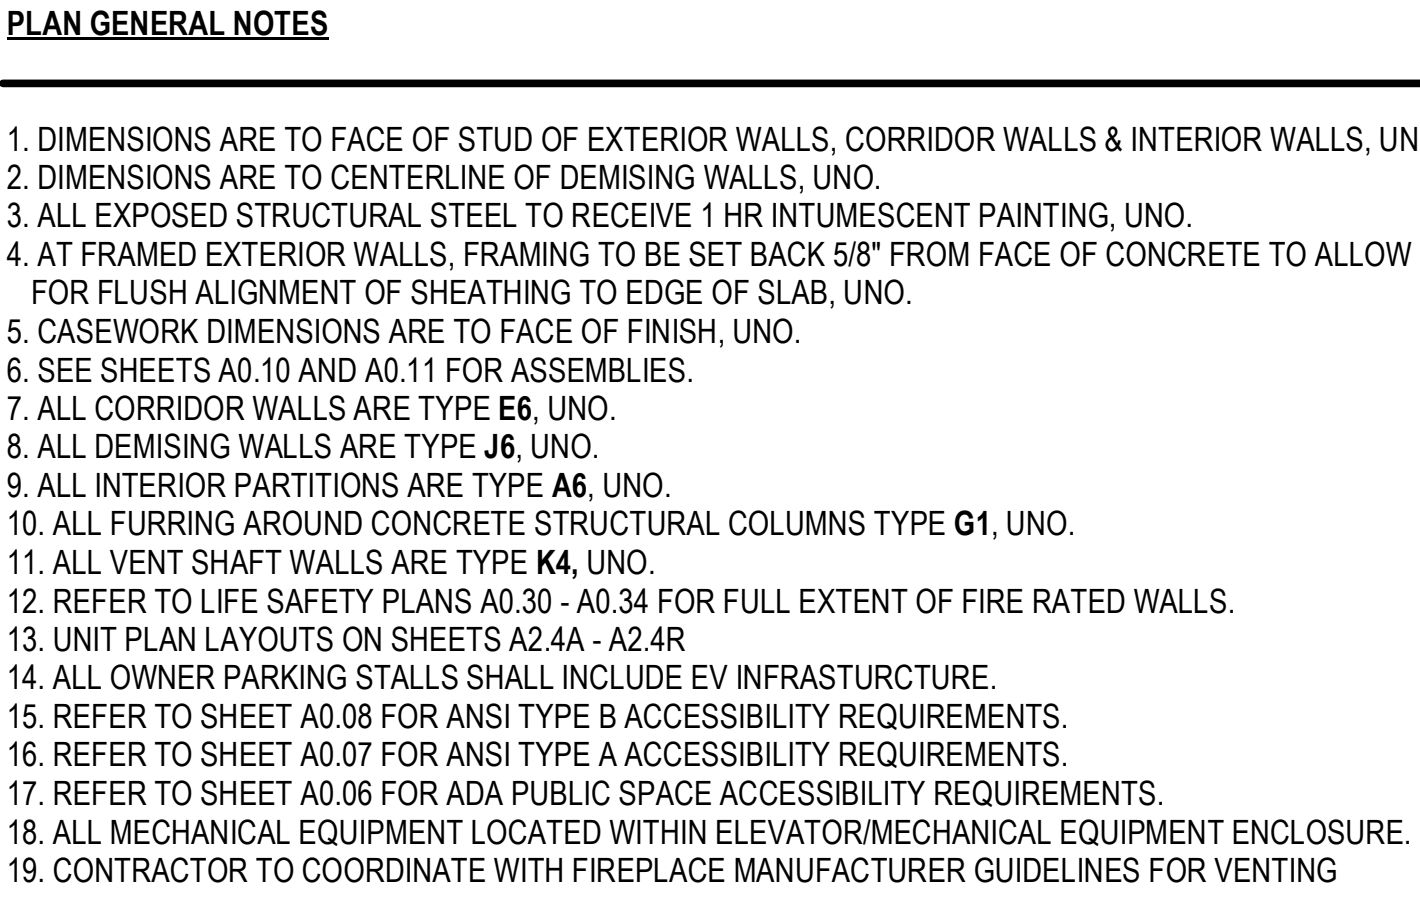 PLAN GENERAL NOTES
1. DIMENSIONS ARE TO FACE OF STUD OF EXTERIOR WALLS, CORRIDOR WALLS & INTERIOR WALLS, UN
2. DIMENSIONS ARE TO CENTERLINE OF DEMISING WALLS, UNO.
3. ALL EXPOSED STRUCTURAL STEEL TO RECEIVE 1 HR INTUMESCENT PAINTING, UNO.
4. AT FRAMED EXTERIOR WALLS, FRAMING TO BE SET BACK 5/8" FROM FACE OF CONCRETE TO ALLOW
FOR FLUSH ALIGNMENT OF SHEATHING TO EDGE OF SLAB, UNO.
5. CASEWORK DIMENSIONS ARE TO FACE OF FINISH, UNO.
6. SEE SHEETS A0.10 AND A0.11 FOR ASSEMBLIES.
7. ALL CORRIDOR WALLS ARE TYPE E6, UNO.
8. ALL DEMISING WALLS ARE TYPE J6, UNO.
9. ALL INTERIOR PARTITIONS ARE TYPE A6, UNO.
10. ALL FURRING AROUND CONCRETE STRUCTURAL COLUMNS TYPE G1, UNO.
11. ALL VENT SHAFT WALLS ARE TYPE K4, UNO.
12. REFER TO LIFE SAFETY PLANS A0.30 - A0.34 FOR FULL EXTENT OF FIRE RATED WALLS.
13. UNIT PLAN LAYOUTS ON SHEETS A2.4A - A2.4R
14. ALL OWNER PARKING STALLS SHALL INCLUDE EV INFRASTURCTURE.
15. REFER TO SHEET A0.08 FOR ANSI TYPE B ACCESSIBILITY REQUIREMENTS.
16. REFER TO SHEET A0.07 FOR ANSI TYPE A ACCESSIBILITY REQUIREMENTS.
17. REFER TO SHEET A0.06 FOR ADA PUBLIC SPACE ACCESSIBILITY REQUIREMENTS.
18. ALL MECHANICAL EQUIPMENT LOCATED WITHIN ELEVATOR/MECHANICAL EQUIPMENT ENCLOSURE.
19. CONTRACTOR TO COORDINATE WITH FIREPLACE MANUFACTURER GUIDELINES FOR VENTING